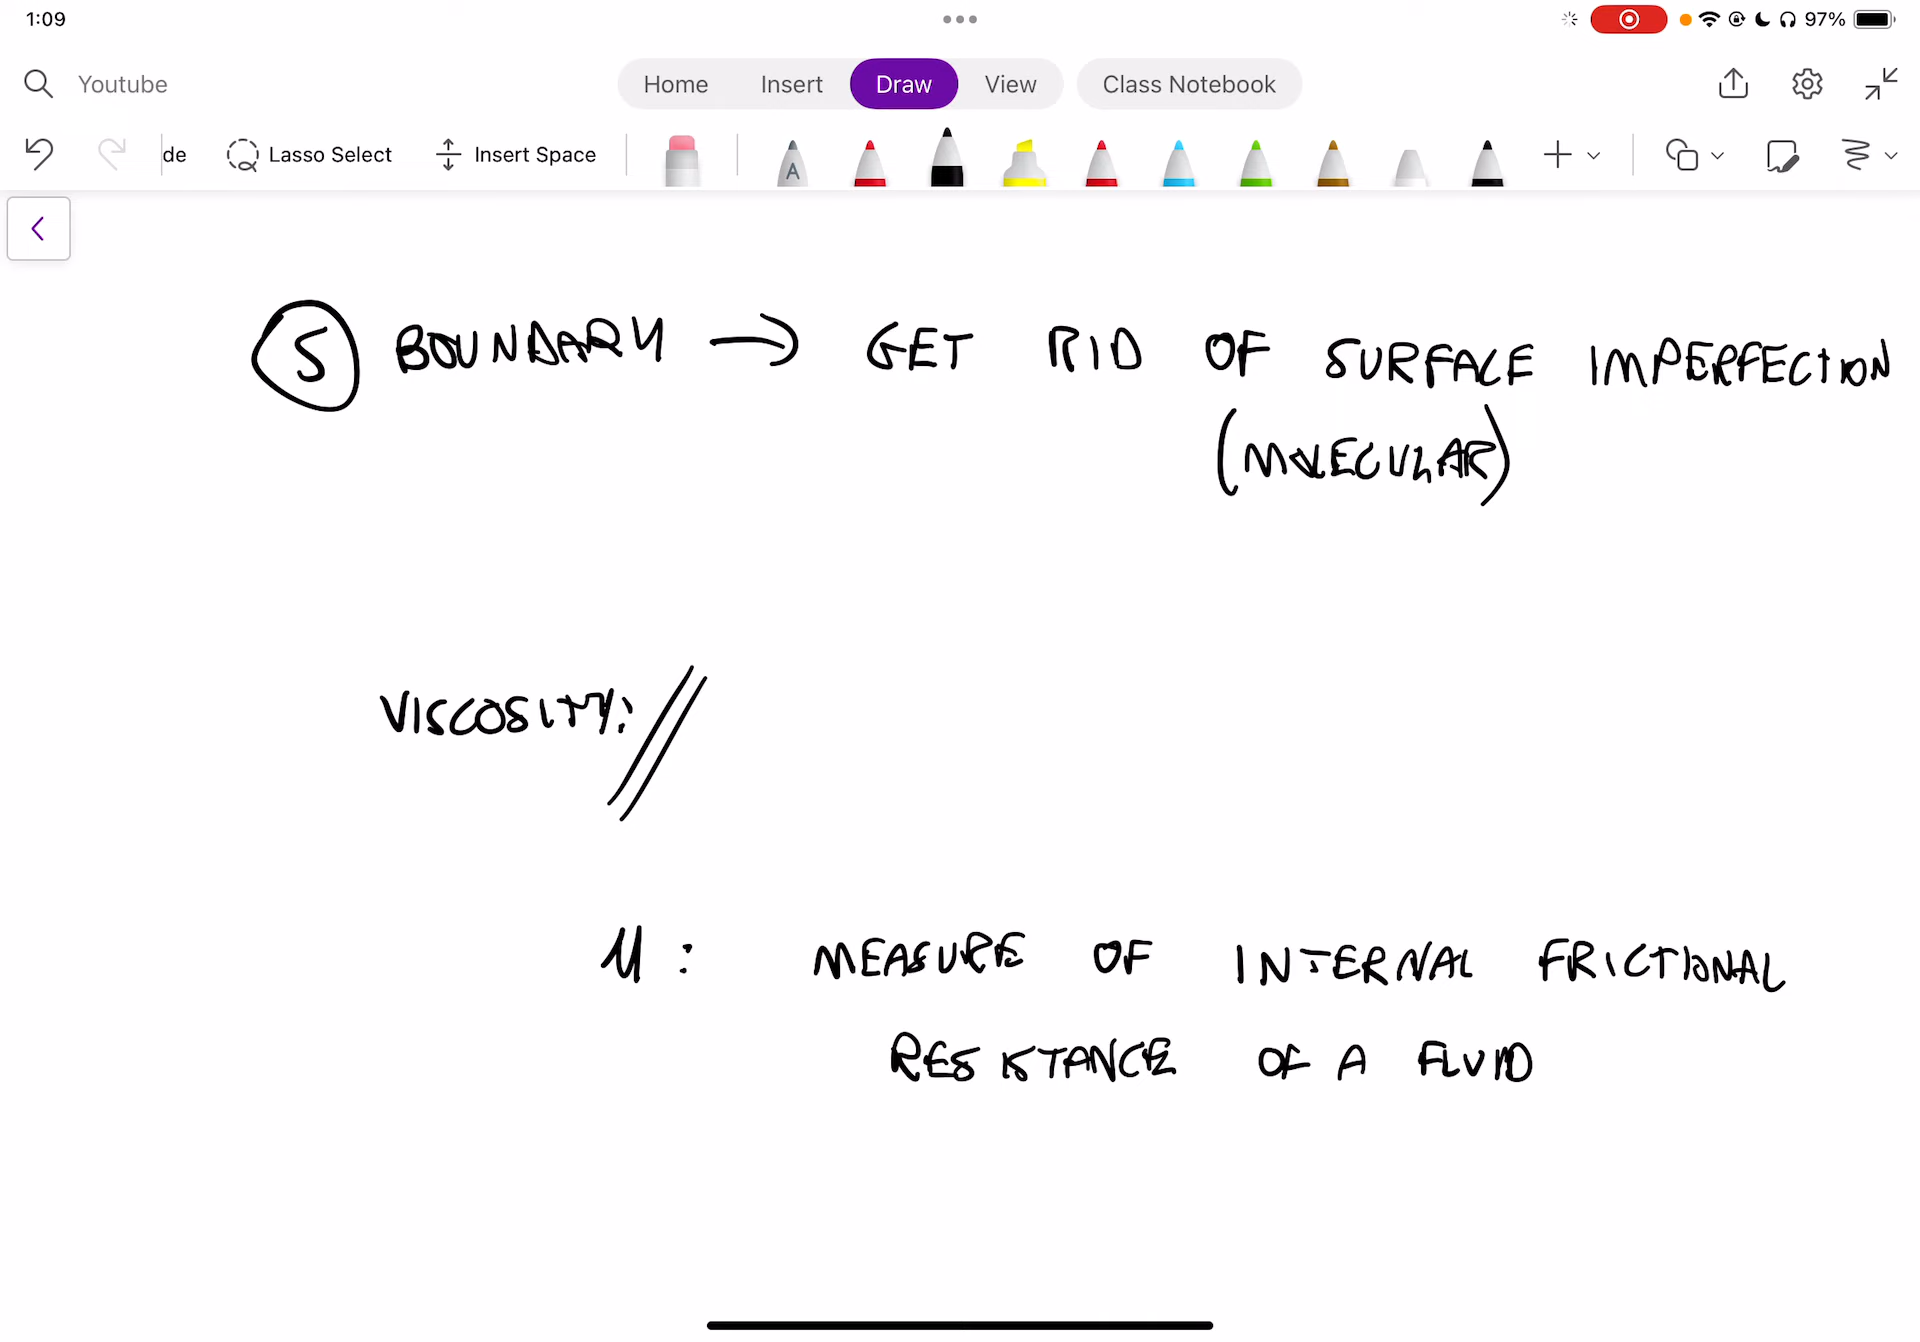 1:09
97%
Youtube
Home Insert Draw View Class Notebook
de Lasso Select Insert Space
A
5 BOUNDARY → GET RID OF SURFACE IMPERFECTION
(MOLECULAR)
VISCOSITY:
μ: MEASURE OF INTERNAL FRICTIONAL
RESISTANCE OF A FLUID